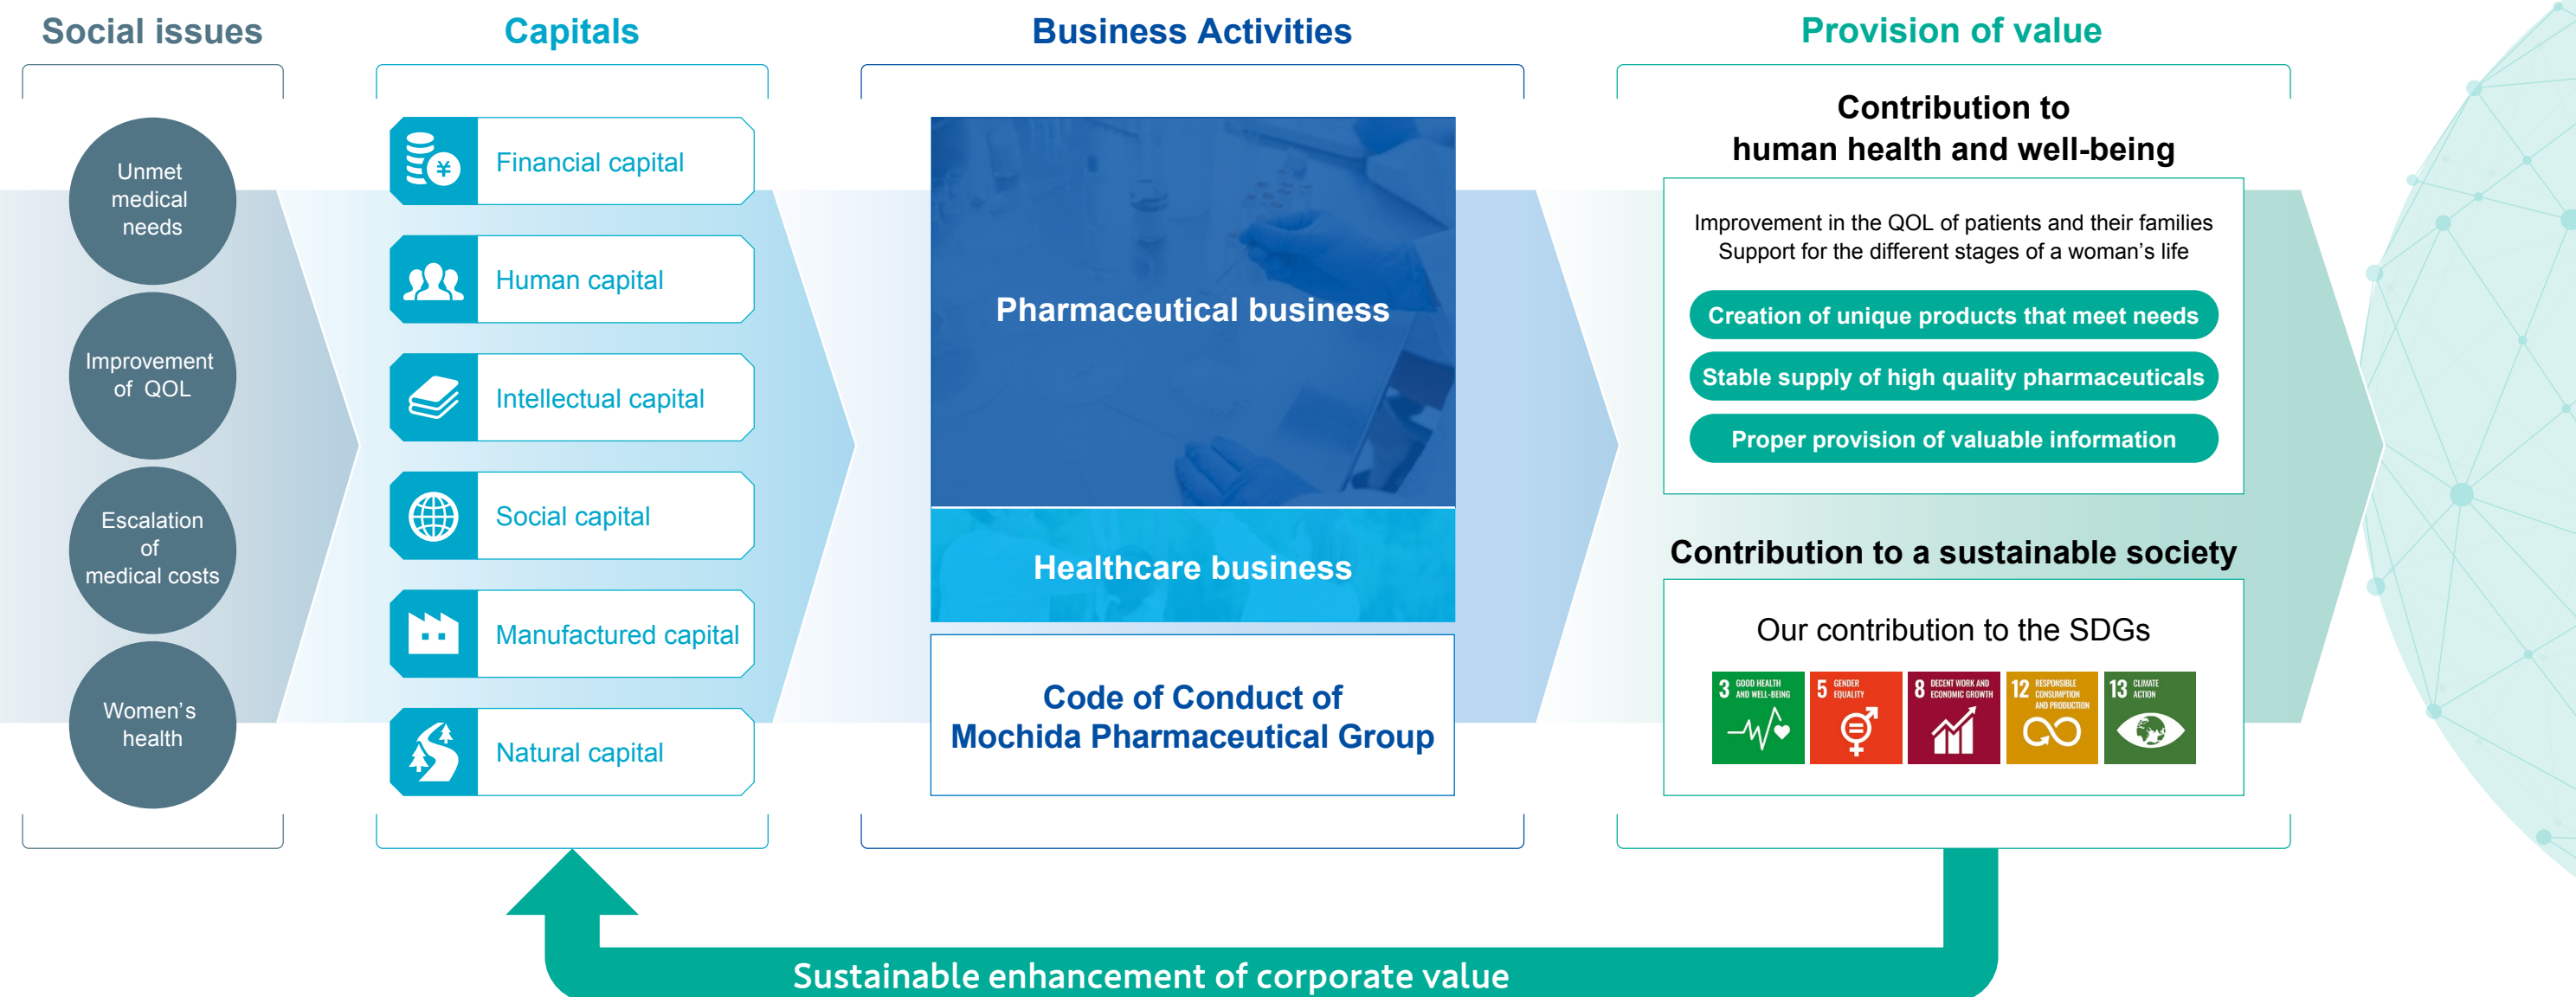 Social issues
Unmet
medical
needs
Improvement
of QOL
Escalation
of
medical costs
Women's
health
Capitals
¥
Financial capital
Human capital
Intellectual capital
Social capital
Manufactured capital
Natural capital
Business Activities
Pharmaceutical business
Healthcare business
Code of Conduct of
Mochida Pharmaceutical Group
Provision of value
Contribution to
human health and well-being
Improvement in the QOL of patients and their families
Support for the different stages of a woman's life
Creation of unique products that meet needs
Stable supply of high quality pharmaceuticals
Proper provision of valuable information
Contribution to a sustainable society
Our contribution to the SDGs
3 GOOD HEALTH
AND WELL-BEING
5 GENDER
EQUALITY
8 DECENT WORK AND
ECONOMIC GROWTH
12 RESPONSIBLE
CONSUMPTION
AND PRODUCTION
13 CLIMATE
ACTION
Sustainable enhancement of corporate value